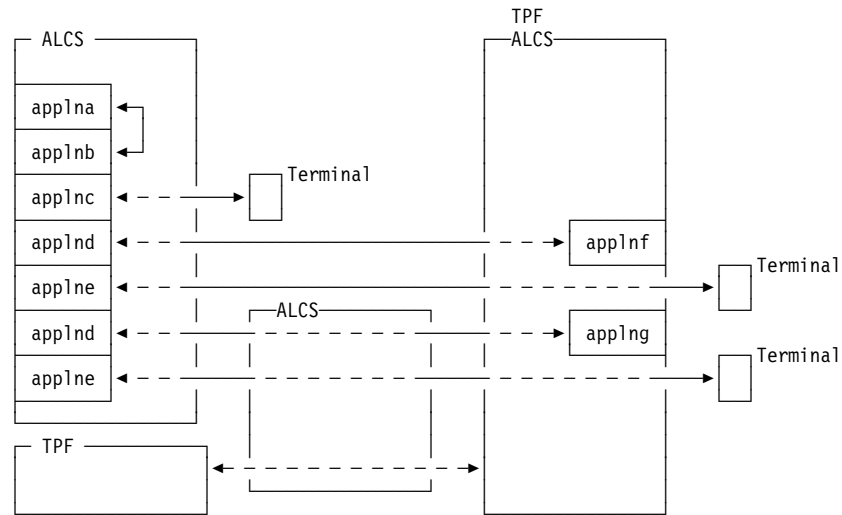 TPF
ALCS
ALCS
applna
applnb
Terminal
applnc
applnd
applnf
Terminal
applne
ALCS
applnd
applng
Terminal
applne
TPF